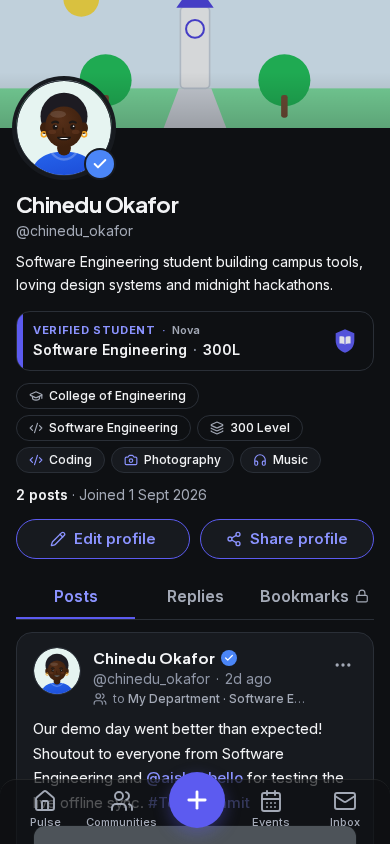 Chinedu Okafor
@chinedu_okafor
Software Engineering student building campus tools,
loving design systems and midnight hackathons.
VERIFIED STUDENT · Nova
Software Engineering · 300L
College of Engineering
Software Engineering 300 Level
Coding Photography Music
2 posts · Joined 1 Sept 2026
Edit profile Share profile
Posts Replies Bookmarks
Chinedu Okafor
@chinedu_okafor · 2d ago
to My Department · Software E…
Our demo day went better than expected!
Shoutout to everyone from Software
Engineering and for testing the
offline sync.
Pulse Communities Events Inbox